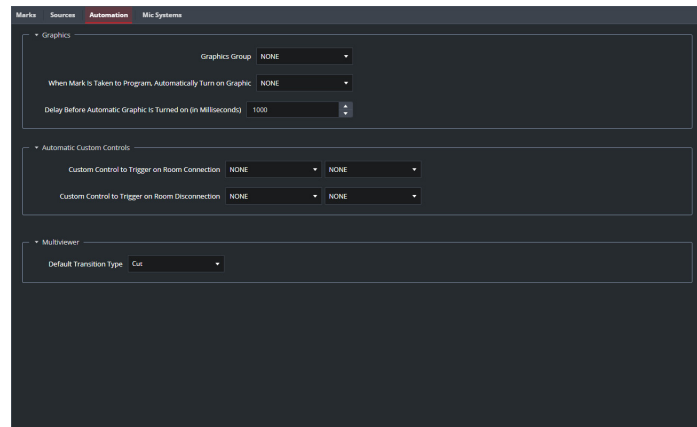 Marks Sources Automation Mic Systems
Graphics
Graphics Group NONE
When Mark Is Taken to Program, Automatically Turn on Graphic NONE
Delay Before Automatic Graphic Is Turned on (in Milliseconds) 1000
Automatic Custom Controls
Custom Control to Trigger on Room Connection NONE NONE
Custom Control to Trigger on Room Disconnection NONE NONE
Multiviewer
Default Transition Type Cut